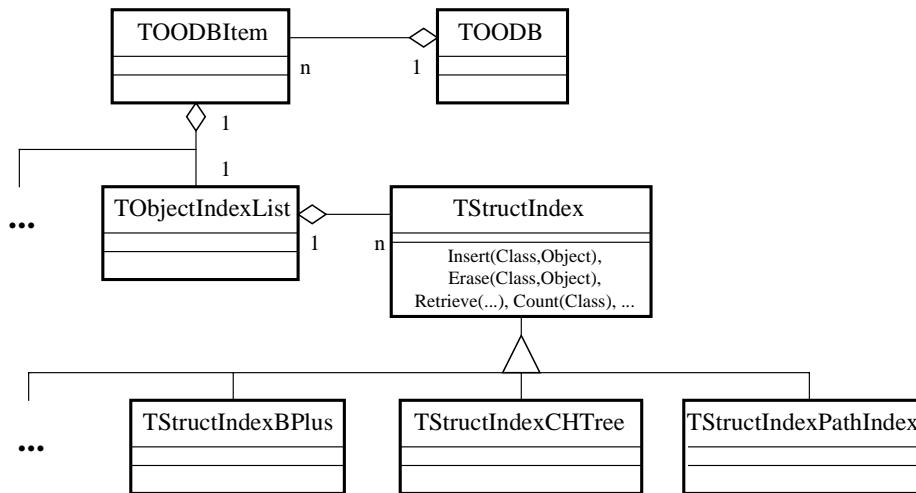 TOODBItem
TOODB
n
1
1
1
...
TObjectIndexList
TStructIndex
1
n
Insert(Class,Object),
Erase(Class,Object),
Retrieve(...), Count(Class), ...
...
TStructIndexBPlus
TStructIndexCHTree
TStructIndexPathIndex